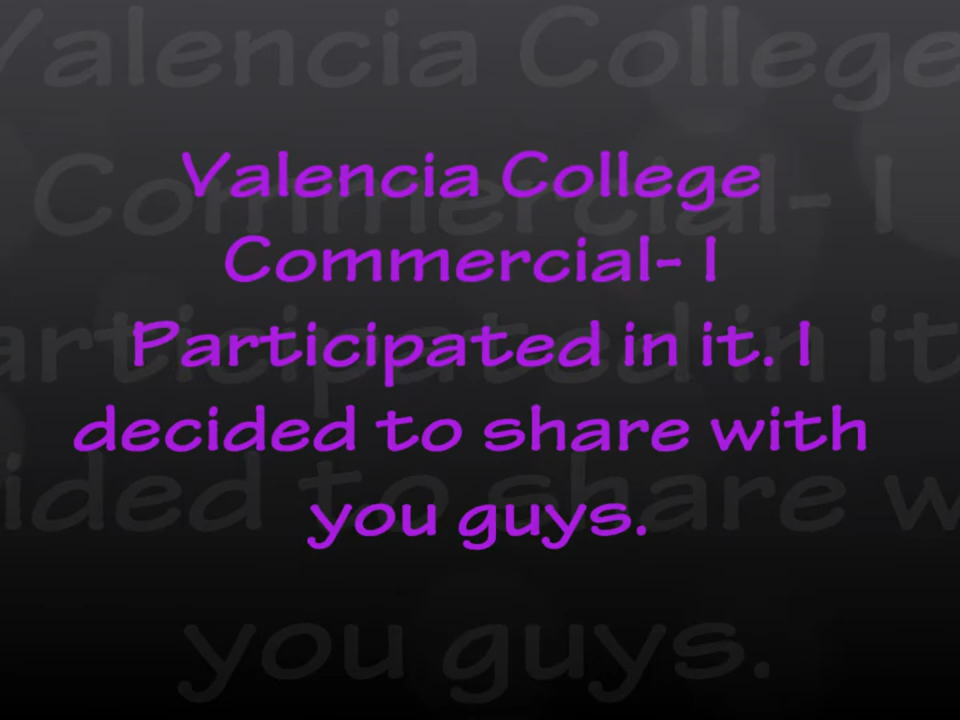 Valencia College
Commercial- I
Participated in it. I
decided to share with
you guys.